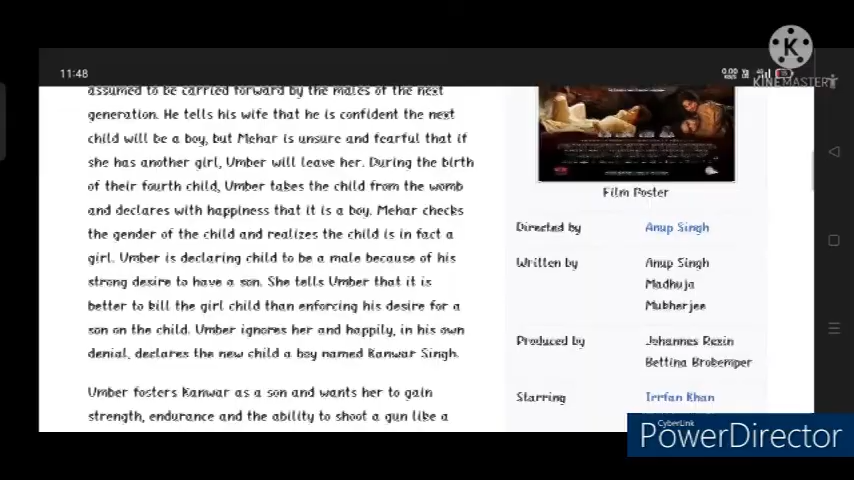 11:48
KINEMASTER
assumed to be carried forward by the males of the next
generation. He tells his wife that he is confident the next
child will be a boy, but Mehar is unsure and fearful that if
she has another girl, Umber will leave her. During the birth
of their fourth child, Umber takes the child from the womb
and declares with happiness that it is a boy. Mehar checks
the gender of the child and realizes the child is in fact a
girl. Umber is declaring child to be a male because of his
strong desire to have a son. She tells Umber that it is
better to kill the girl child than enforcing his desire for a
son on the child. Umber ignores her and happily, in his own
denial, declares the new child a boy named Kanwar Singh.
Umber fosters Kanwar as a son and wants her to gain
strength, endurance and the ability to shoot a gun like a
Film Poster
Directed by Anup Singh
Written by Anup Singh
Madhuja
Mukherjee
Produced by Johannes Rexin
Bettina Brokemper
Starring Irrfan Khan
CyberLink
PowerDirector